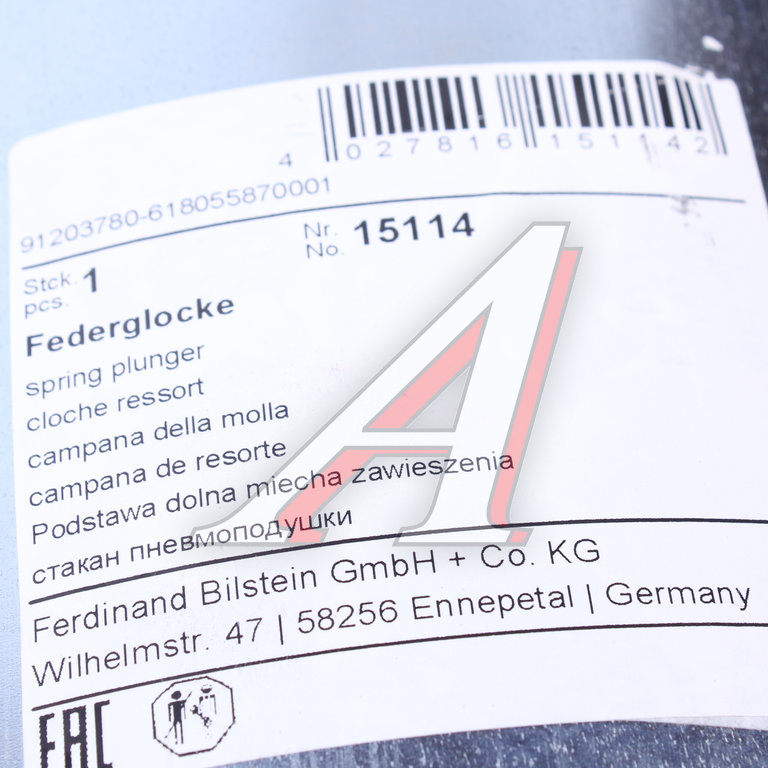 4 027816 151142
91203780-618055870001
Stck. 1 Nr. 15114
pcs. No.
Federglocke
spring plunger
cloche ressort
campana della molla
campana de resorte
Podstawa dolna miecha zawieszenia
стакан пневмоподушки
Ferdinand Bilstein GmbH + Co. KG
Wilhelmstr. 47 | 58256 Ennepetal | Germany
EAC
A